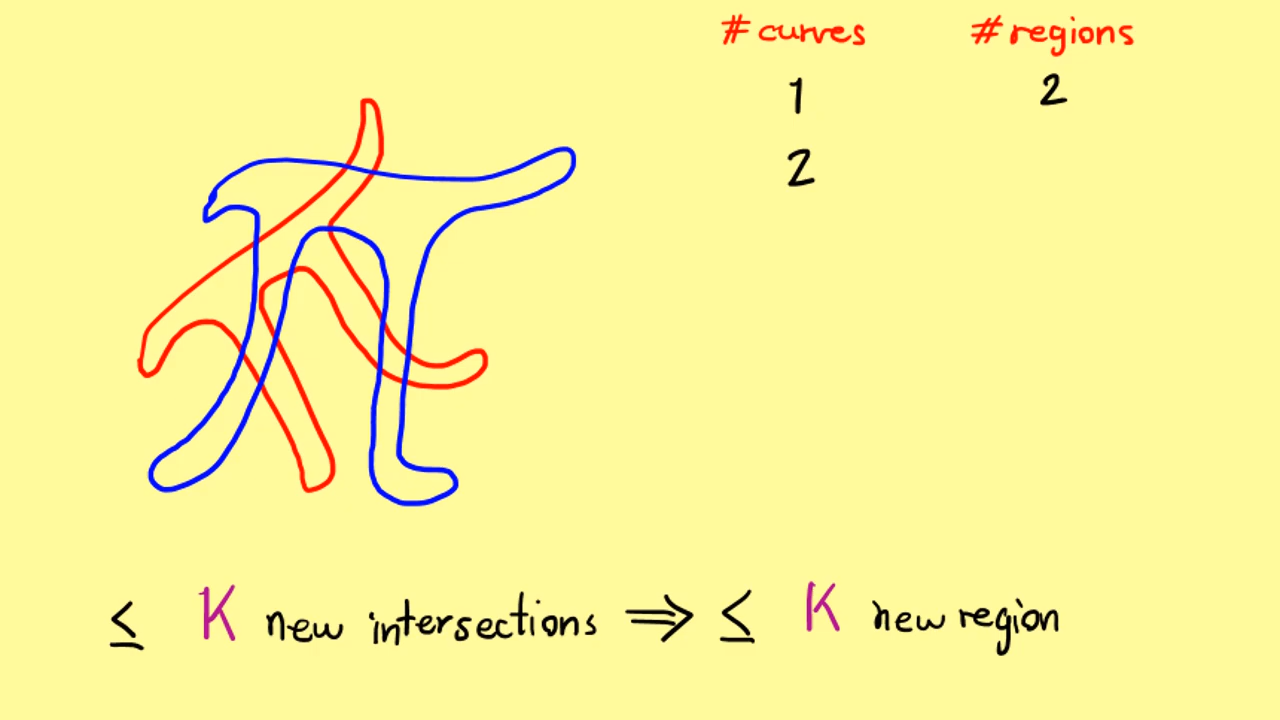 # curves # regions
1 2
2
≤ K new intersections ⇒ ≤ K new region